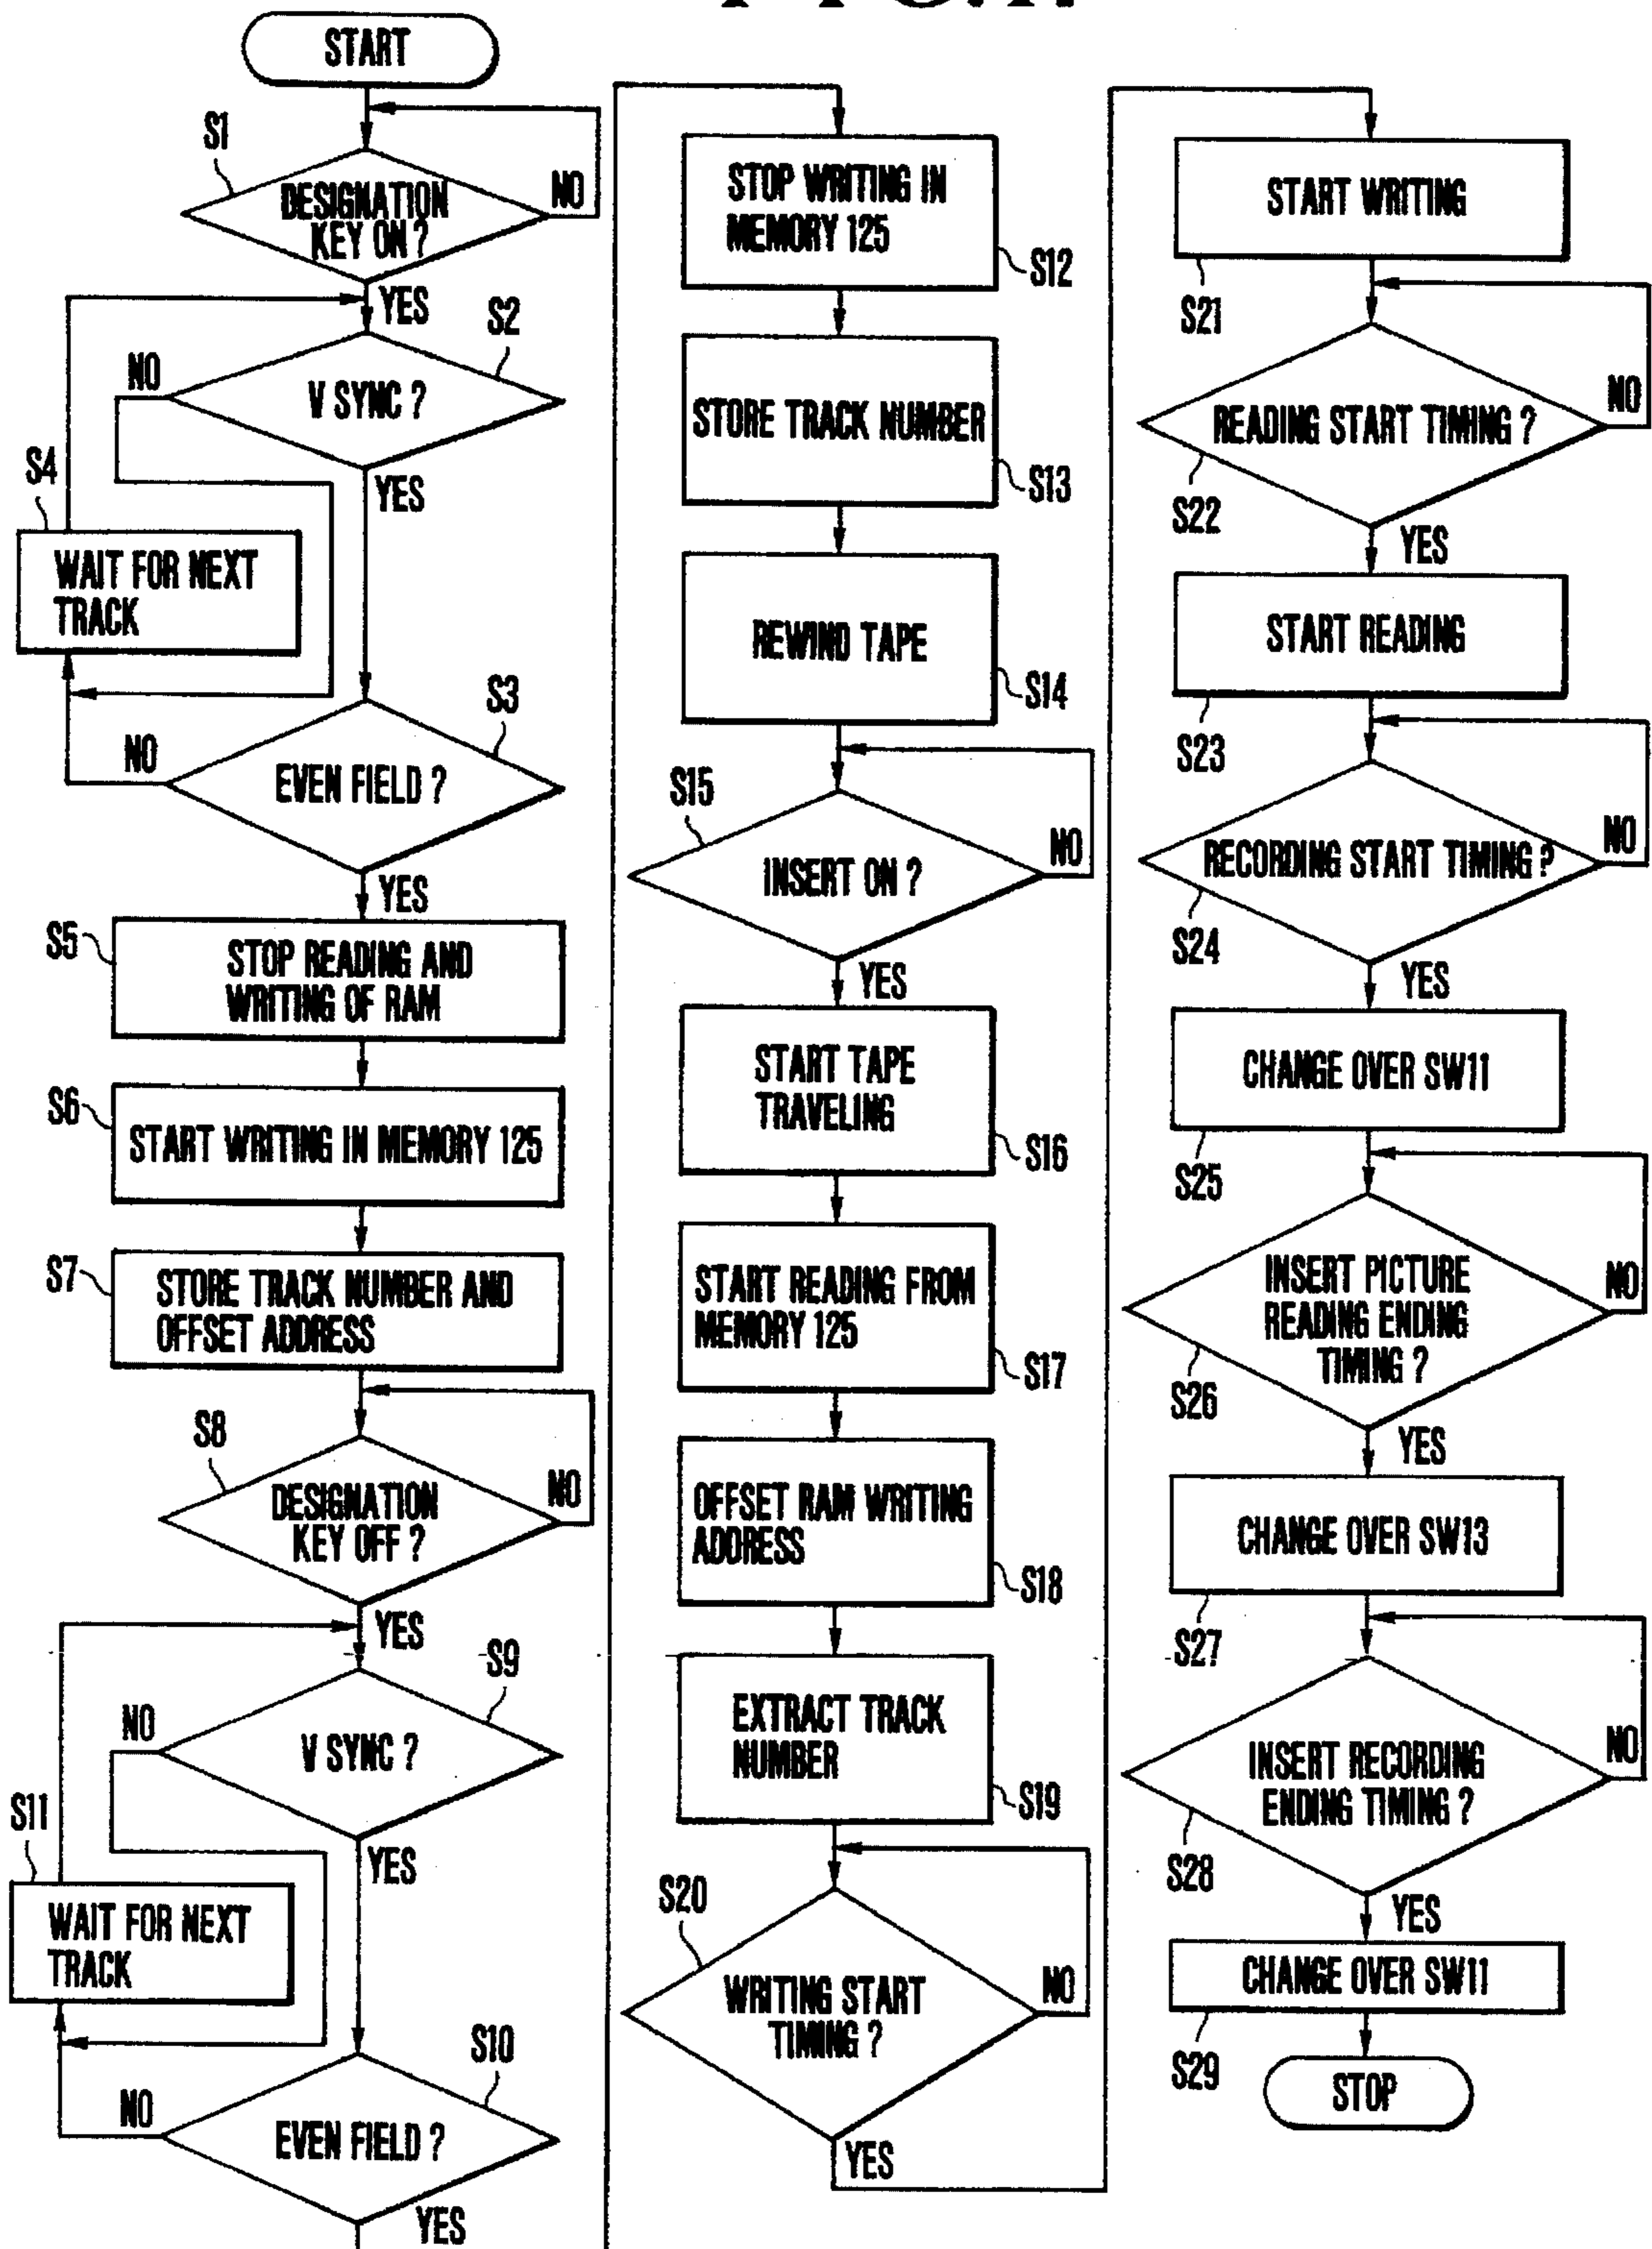 START
S1
DESIGNATION
KEY ON ?
NO
YES
S2
V SYNC ?
NO
YES
S4
WAIT FOR NEXT
TRACK
S3
EVEN FIELD ?
NO
YES
S5
STOP READING AND
WRITING OF RAM
S6
START WRITING IN MEMORY 125
S7
STORE TRACK NUMBER AND
OFFSET ADDRESS
S8
DESIGNATION
KEY OFF ?
NO
YES
S9
V SYNC ?
NO
YES
S11
WAIT FOR NEXT
TRACK
S10
EVEN FIELD ?
NO
YES
STOP WRITING IN
MEMORY 125
S12
STORE TRACK NUMBER
S13
REWIND TAPE
S14
S15
INSERT ON ?
NO
YES
START TAPE
TRAVELING
S16
START READING FROM
MEMORY 125
S17
OFFSET RAM WRITING
ADDRESS
S18
EXTRACT TRACK
NUMBER
S19
S20
WRITING START
TIMING ?
NO
YES
START WRITING
S21
READING START TIMING ?
NO
S22
YES
START READING
S23
RECORDING START TIMING ?
NO
S24
YES
CHANGE OVER SW11
S25
INSERT PICTURE
READING ENDING
TIMING ?
NO
S26
YES
CHANGE OVER SW13
S27
INSERT RECORDING
ENDING TIMING ?
NO
S28
YES
CHANGE OVER SW11
S29
STOP